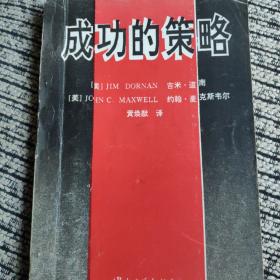 成功的策略
[美] JIM DORNAN 吉米·道南
[美] JOHN C. MAXWELL 约翰·麦克斯韦尔
黄焕猷 译